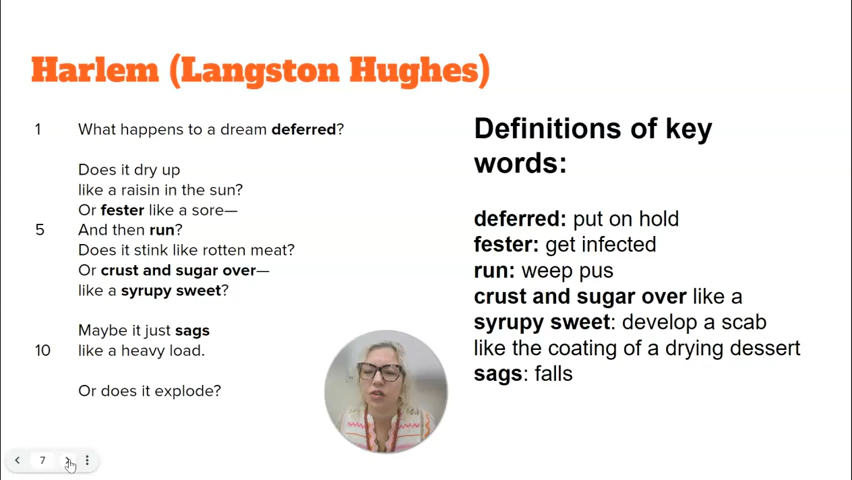 Harlem (Langston Hughes)
1 What happens to a dream deferred?
Does it dry up
like a raisin in the sun?
Or fester like a sore—
5 And then run?
Does it stink like rotten meat?
Or crust and sugar over—
like a syrupy sweet?
Maybe it just sags
10 like a heavy load.
Or does it explode?
Definitions of key
words:
deferred: put on hold
fester: get infected
run: weep pus
crust and sugar over like a
syrupy sweet: develop a scab
like the coating of a drying dessert
sags: falls
7